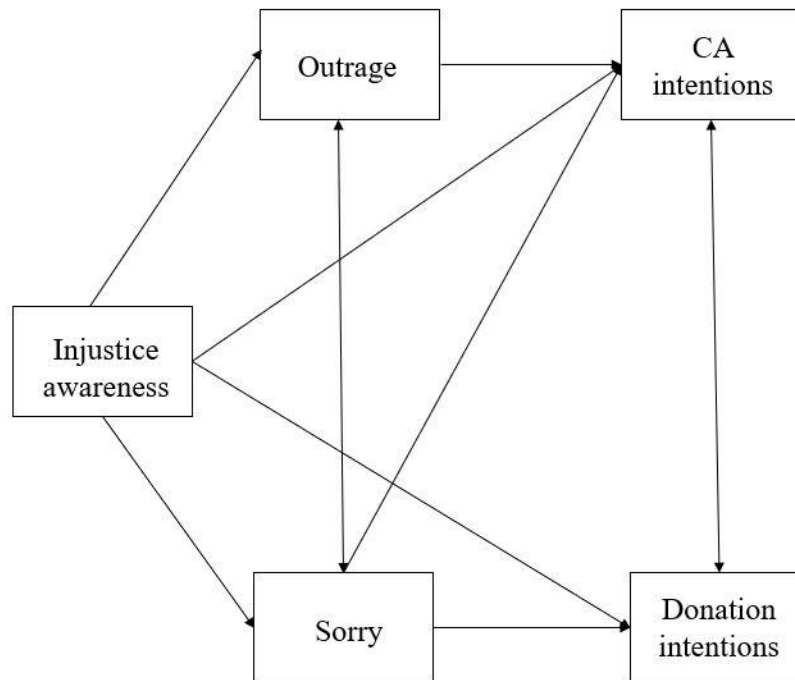 Outrage
CA
intentions
Injustice
awareness
Sorry
Donation
intentions